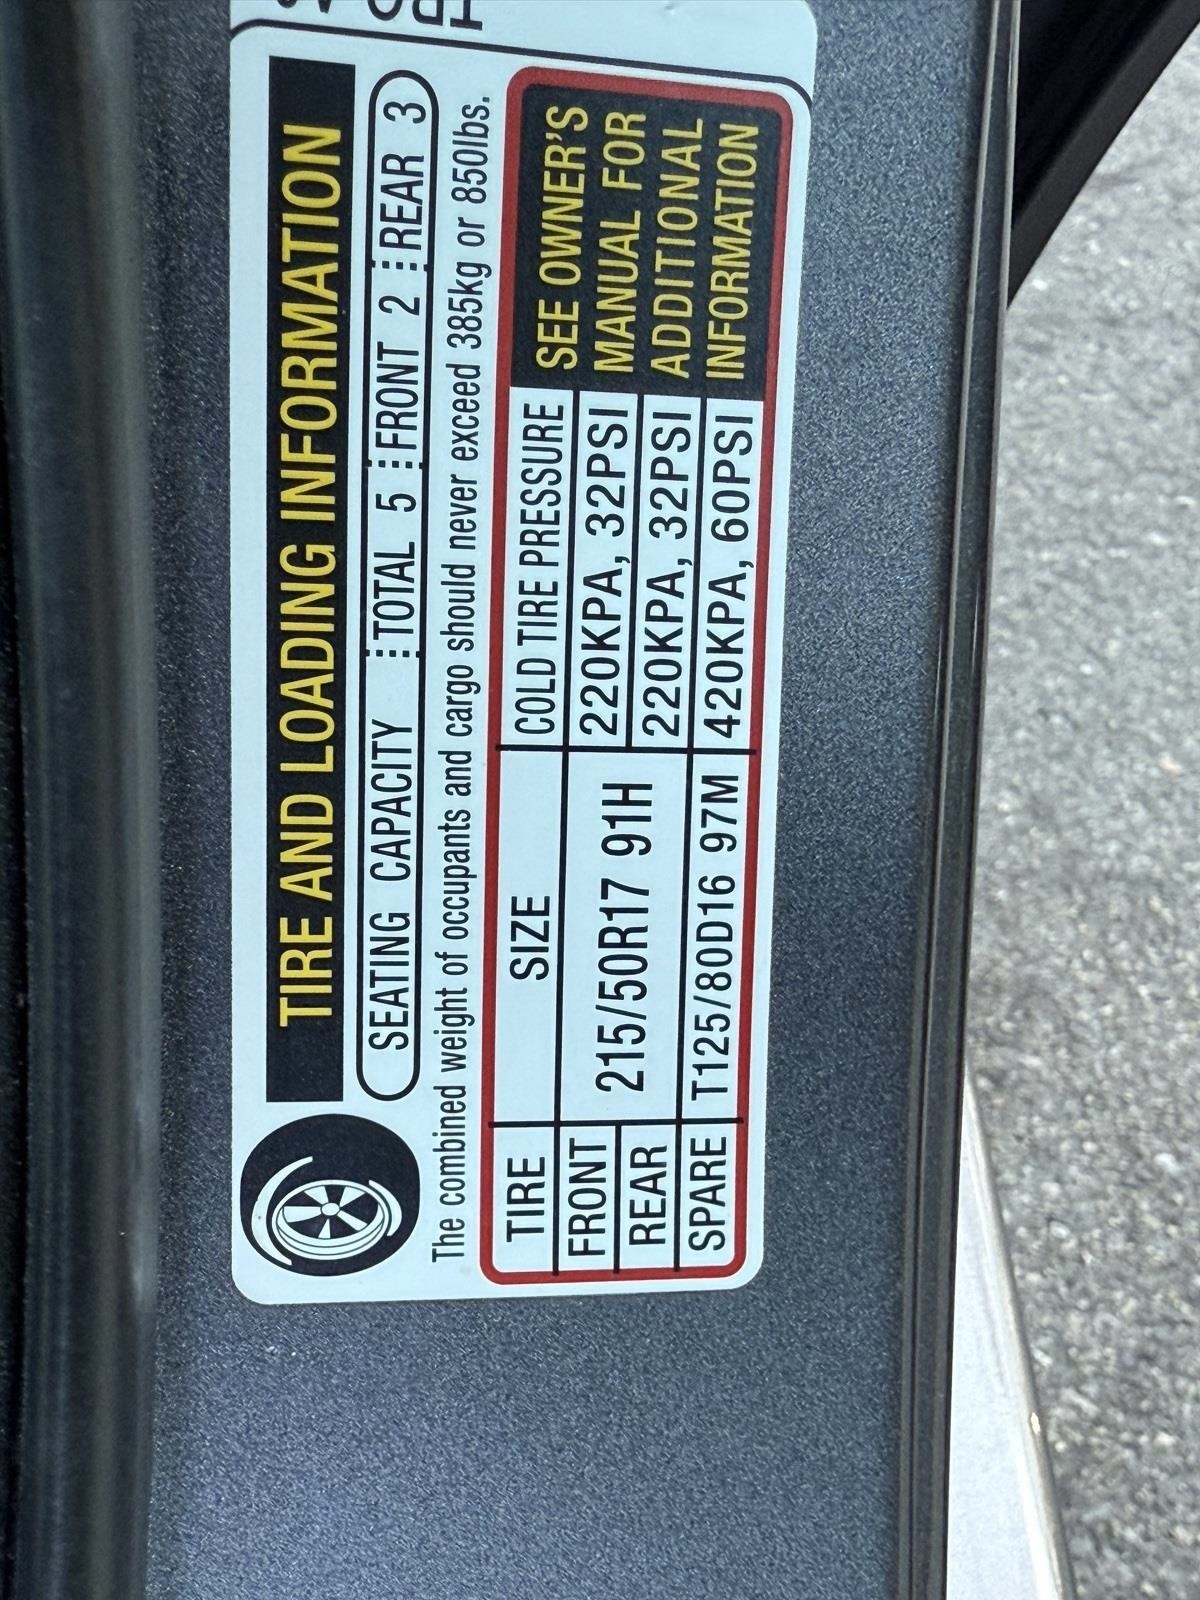 TIRE AND LOADING INFORMATION
SEATING CAPACITY TOTAL 5 FRONT 2 REAR 3
The combined weight of occupants and cargo should never exceed 385kg or 850lbs.
TIRE SIZE COLD TIRE PRESSURE
FRONT 215/50R17 91H 220KPA, 32PSI
REAR 220KPA, 32PSI
SPARE T125/80D16 97M 420KPA, 60PSI
SEE OWNER'S
MANUAL FOR
ADDITIONAL
INFORMATION